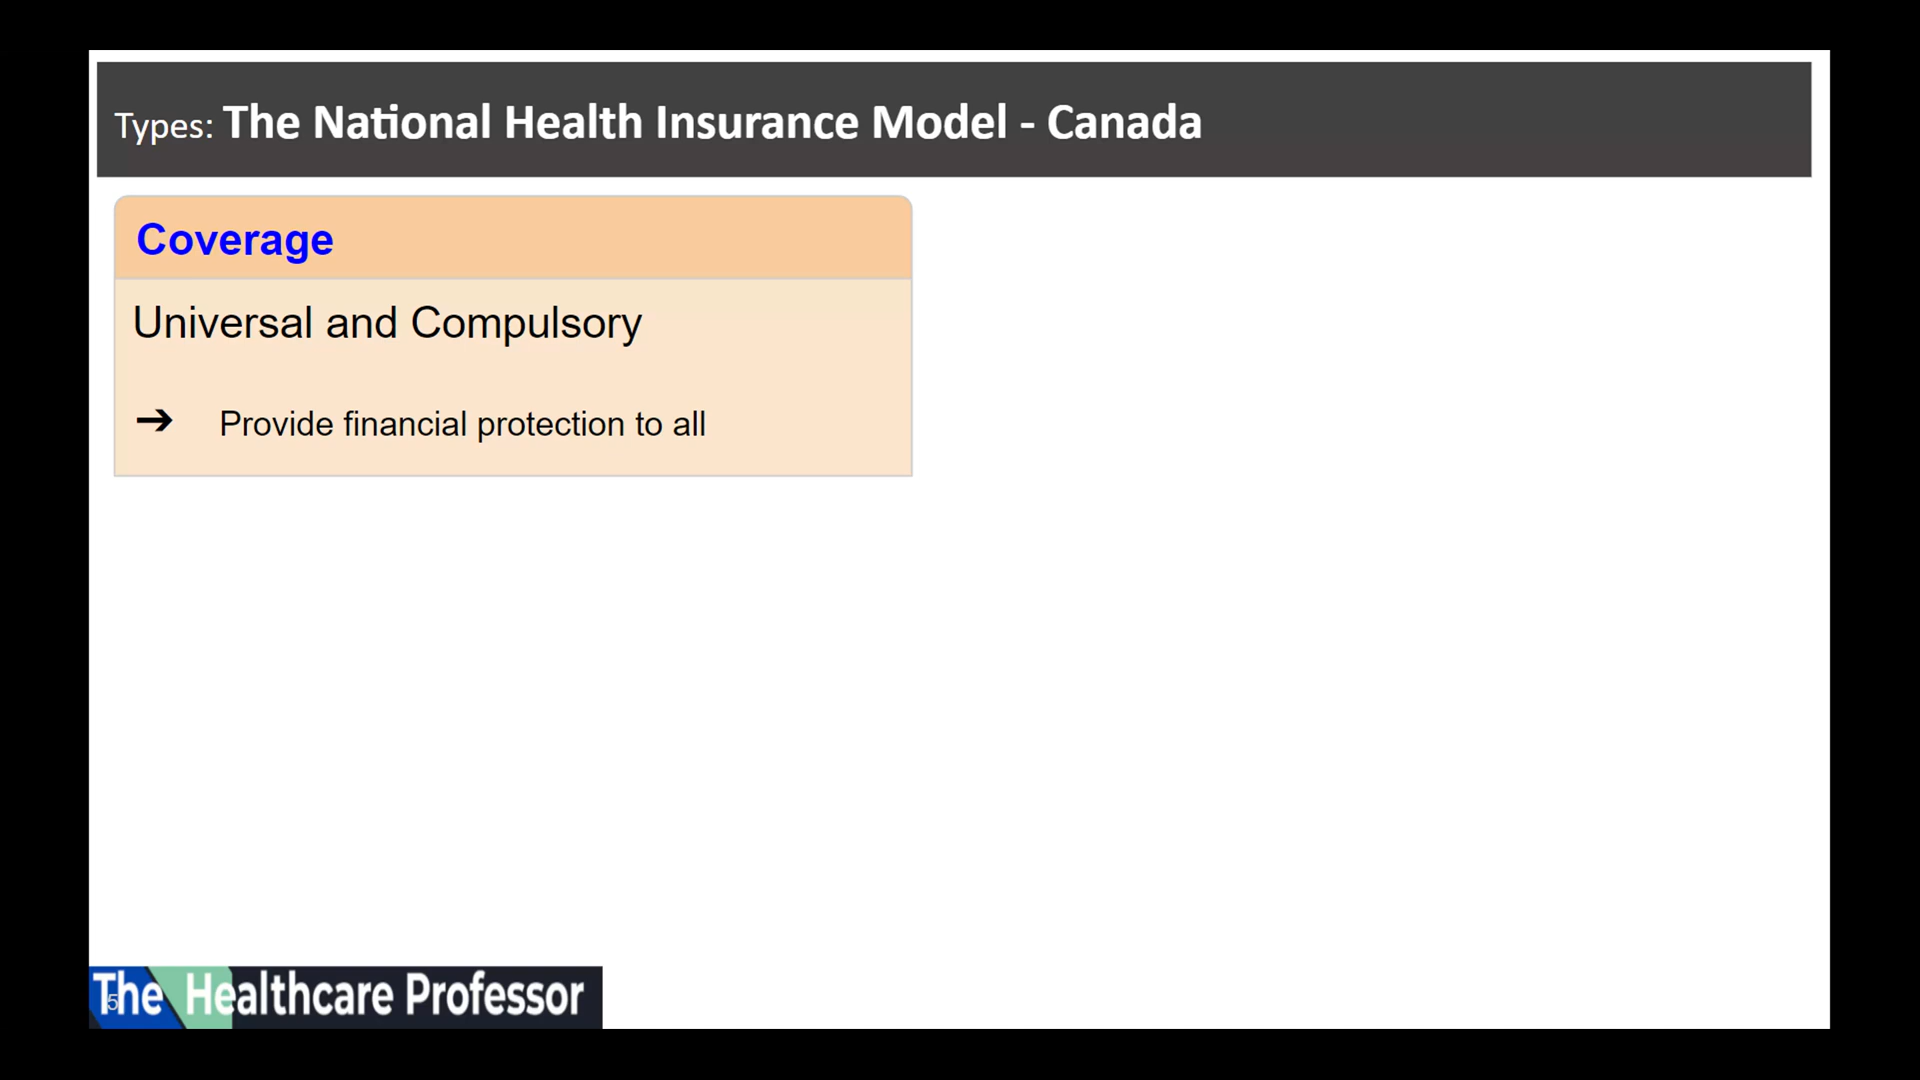 Types: The National Health Insurance Model - Canada
Coverage
Universal and Compulsory
➔ Provide financial protection to all
The Healthcare Professor
5